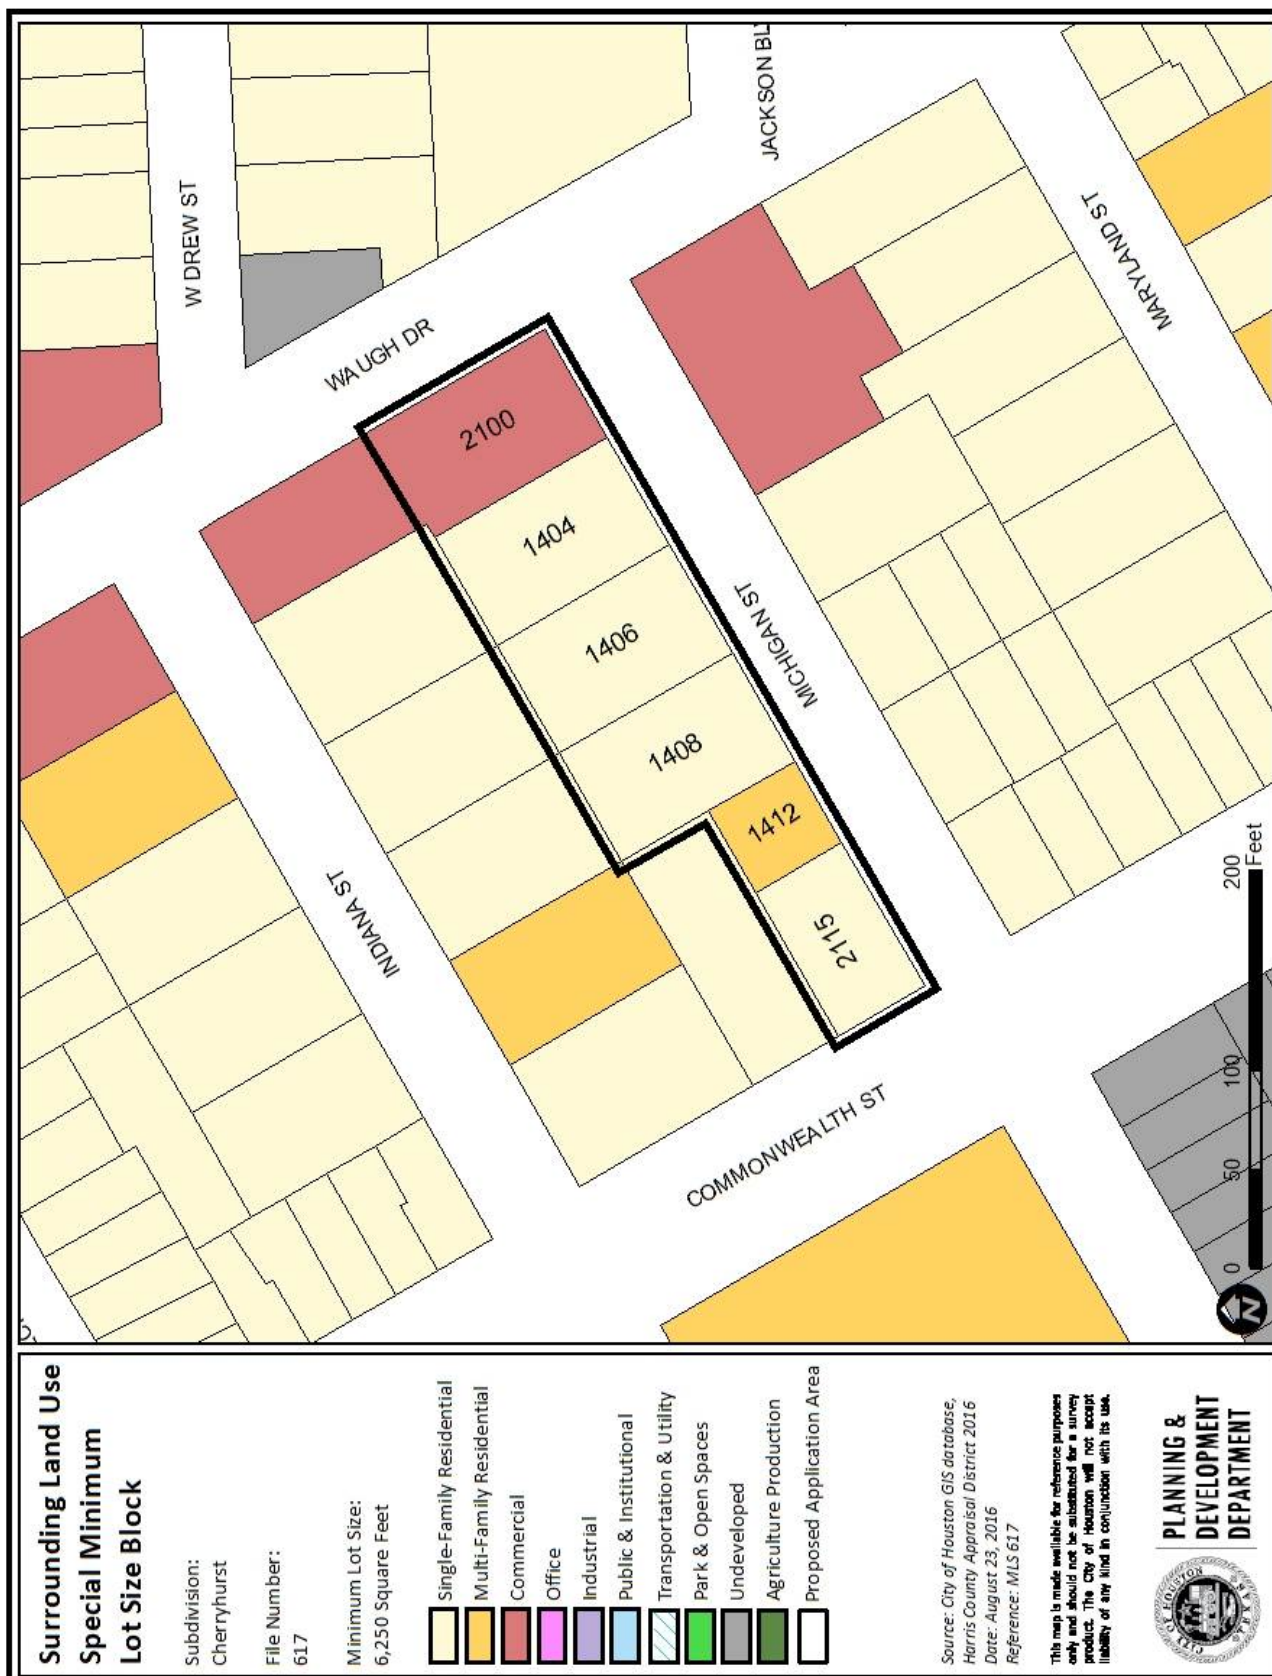 Surrounding Land Use
Special Minimum
Lot Size Block
Subdivision:
Cherryhurst
File Number:
617
Minimum Lot Size:
6,250 Square Feet
Single-Family Residential
Multi-Family Residential
Commercial
Office
Industrial
Public & Institutional
Transportation & Utility
Park & Open Spaces
Undeveloped
Agriculture Production
Proposed Application Area
Source: City of Houston GIS database,
Harris County Appraisal District 2016
Date: August 23, 2016
Reference: MLS 617
This map is made available for reference purposes
only and should not be substituted for a survey
product. The City of Houston will not accept
liability of any kind in conjunction with its use.
CITY OF HOUSTON
TEXAS
PLANNING &
DEVELOPMENT
DEPARTMENT
W DREW ST
WAUGH DR
JACKSON BL
INDIANA ST
MICHIGAN ST
MARYLAND ST
COMMONWEALTH ST
2100
1404
1406
1408
1412
2115
N
0 50 100 200
Feet